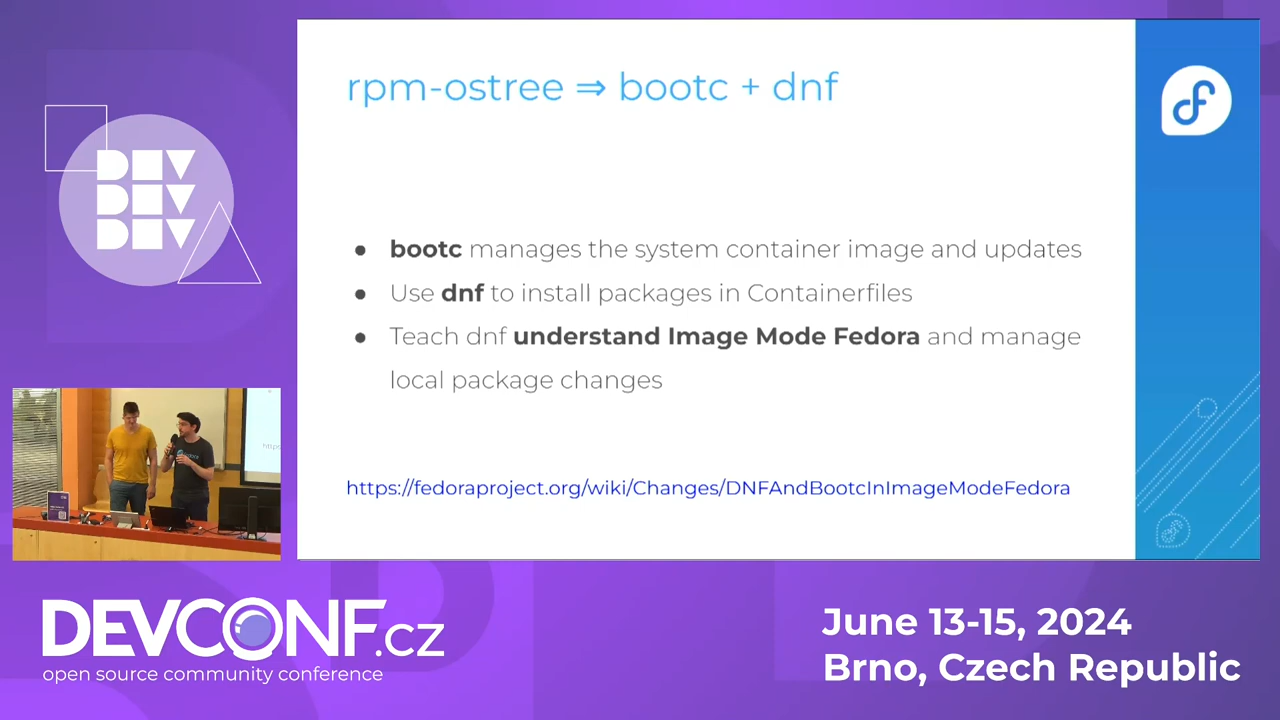 DEV
DEV
DEV
rpm-ostree ⇒ bootc + dnf
● bootc manages the system container image and updates
● Use dnf to install packages in Containerfiles
● Teach dnf understand Image Mode Fedora and manage
local package changes
https://fedoraproject.org/wiki/Changes/DNFAndBootcInImageModeFedora
DEVCONF.cz
open source community conference
June 13-15, 2024
Brno, Czech Republic